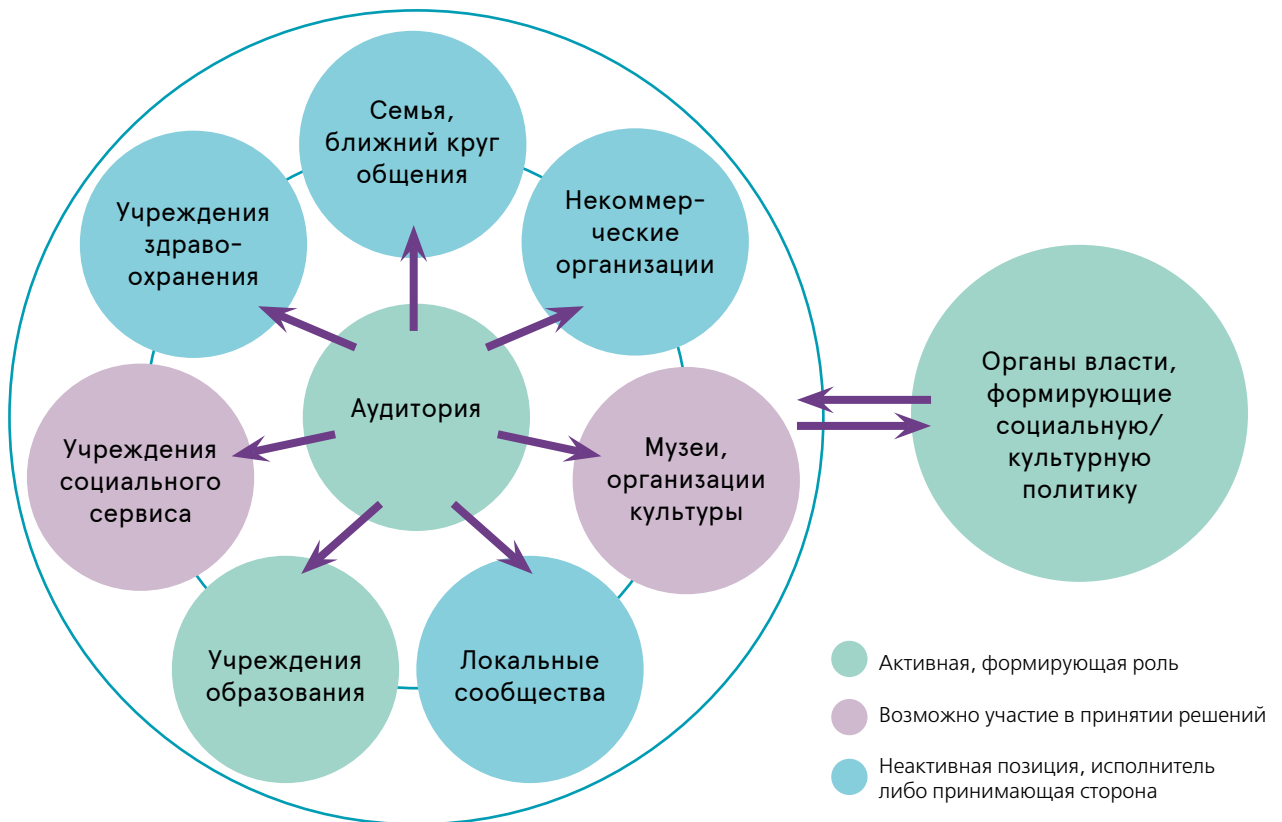 Семья,
ближний круг
общения
Учреждения
здраво-
охранения
Некоммер-
ческие
организации
Аудитория
Органы власти,
формирующие
социальную/
культурную
политику
Учреждения
социального
сервиса
Музеи,
организации
культуры
Учреждения
образования
Локальные
сообщества
Активная, формирующая роль
Возможно участие в принятии решений
Неактивная позиция, исполнитель
либо принимающая сторона